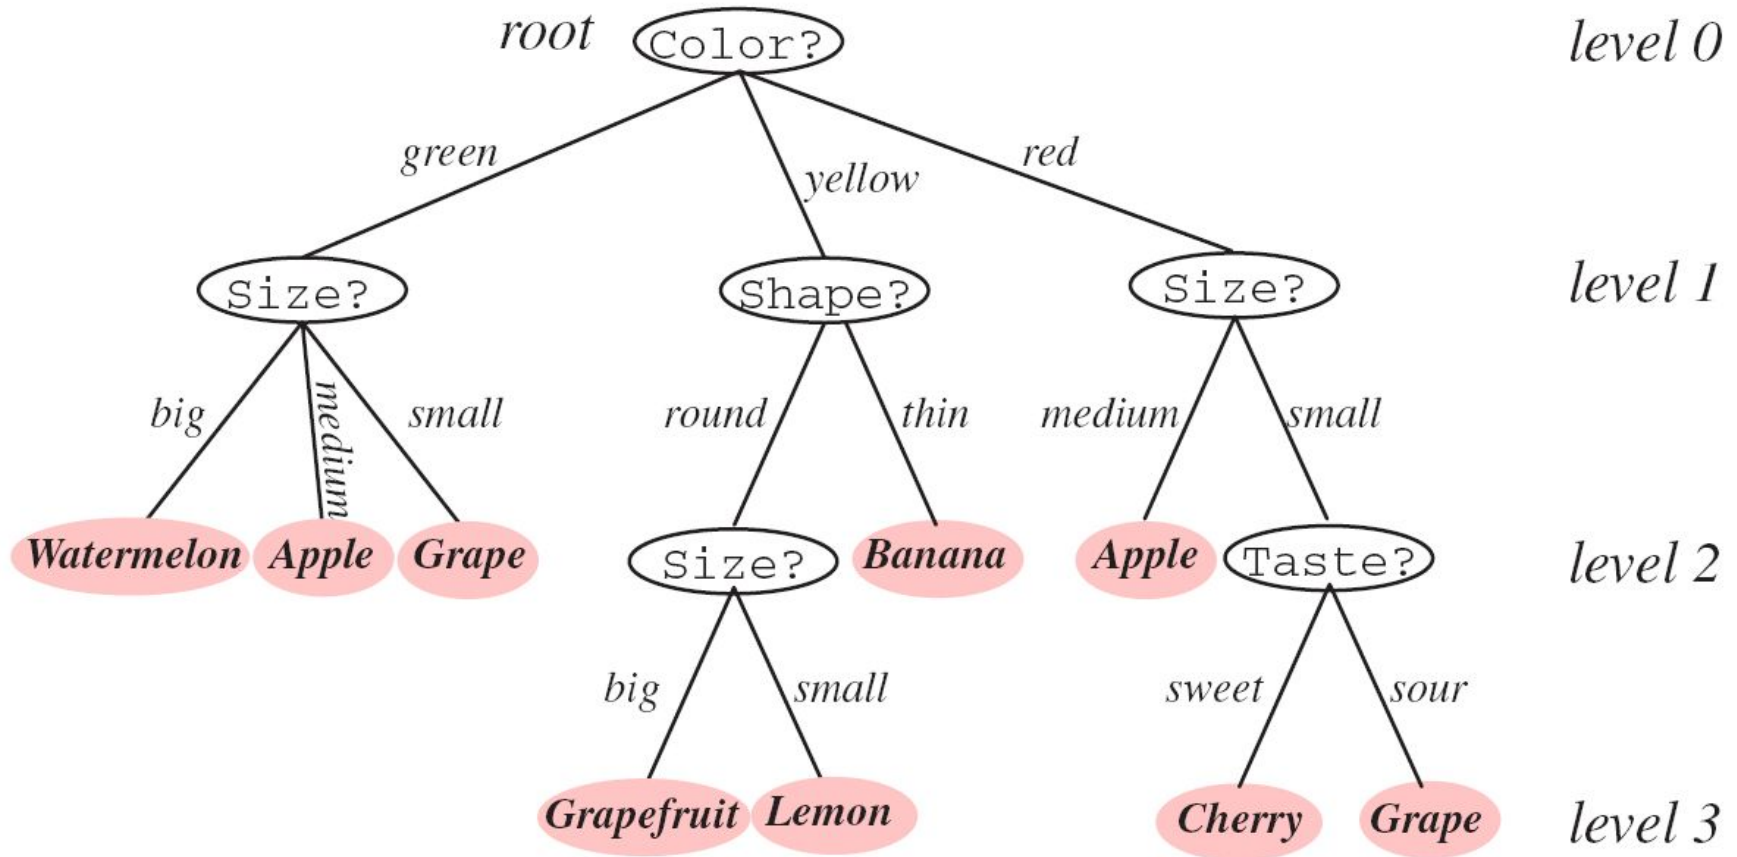 root Color? level 0
green yellow red
Size? Shape? Size? level 1
big medium small round thin medium small
Watermelon Apple Grape Size? Banana Apple Taste? level 2
big small sweet sour
Grapefruit Lemon Cherry Grape level 3